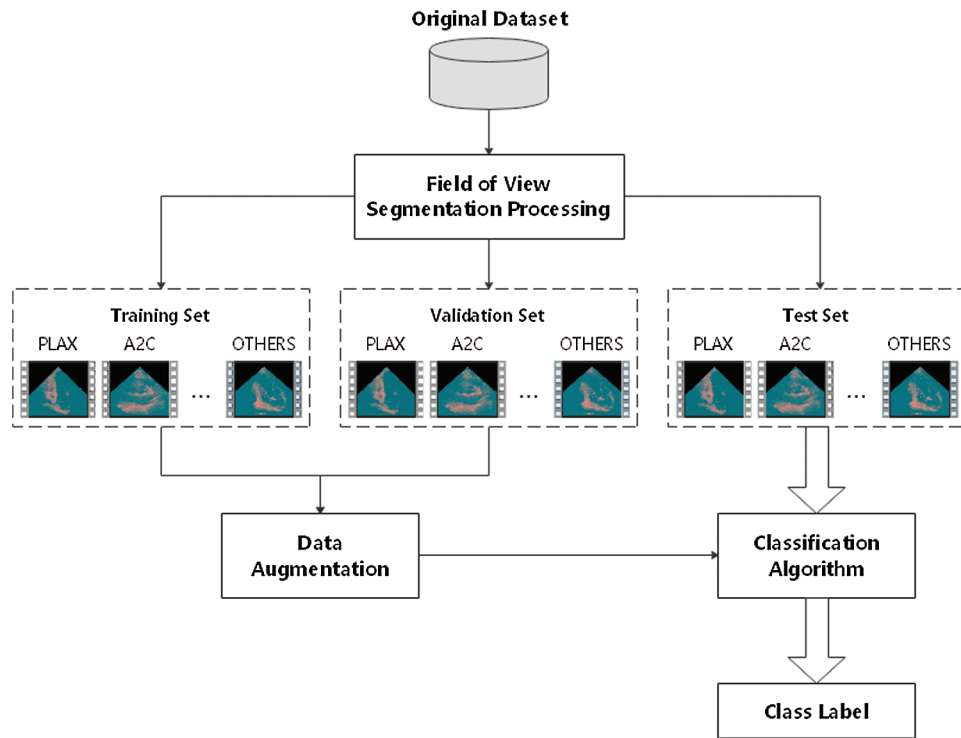 Original Dataset
Field of View
Segmentation Processing
Training Set
PLAX A2C OTHERS
...
Validation Set
PLAX A2C OTHERS
...
Test Set
PLAX A2C OTHERS
...
Data
Augmentation
Classification
Algorithm
Class Label